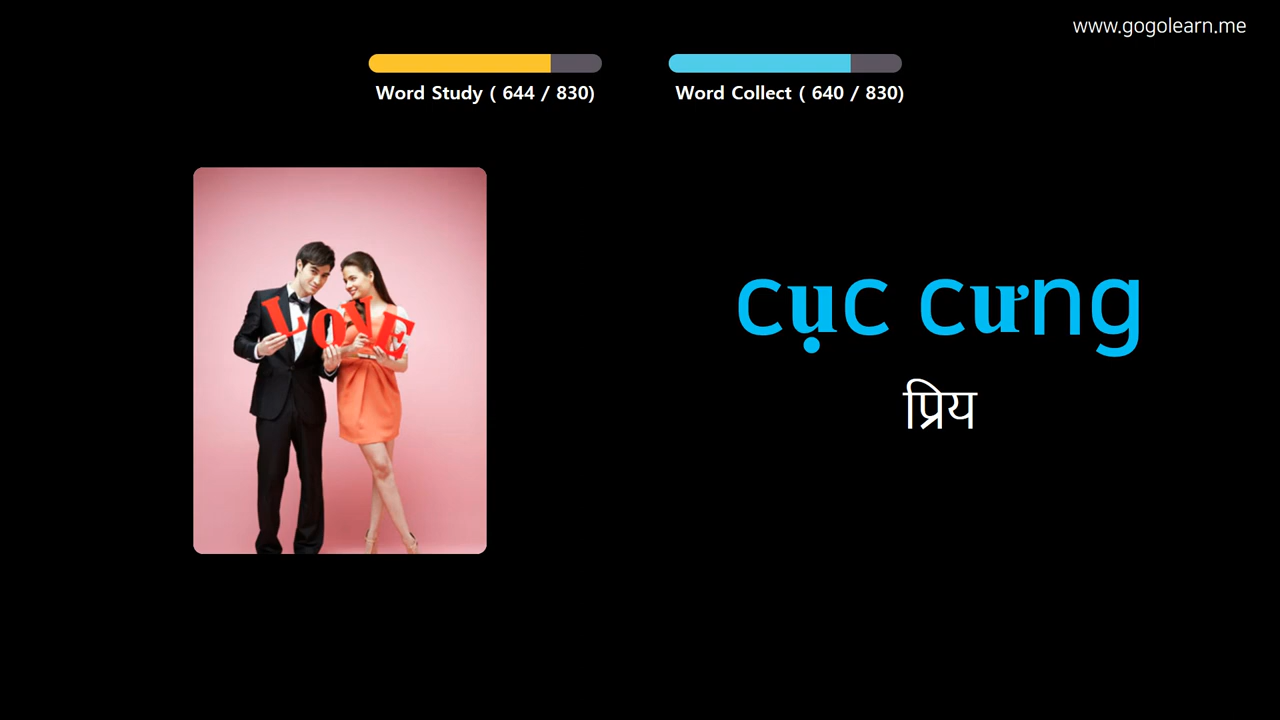 www.gogolearn.me
Word Study ( 644 / 830)
Word Collect ( 640 / 830)
LOVE
cục cưng
प्रिय